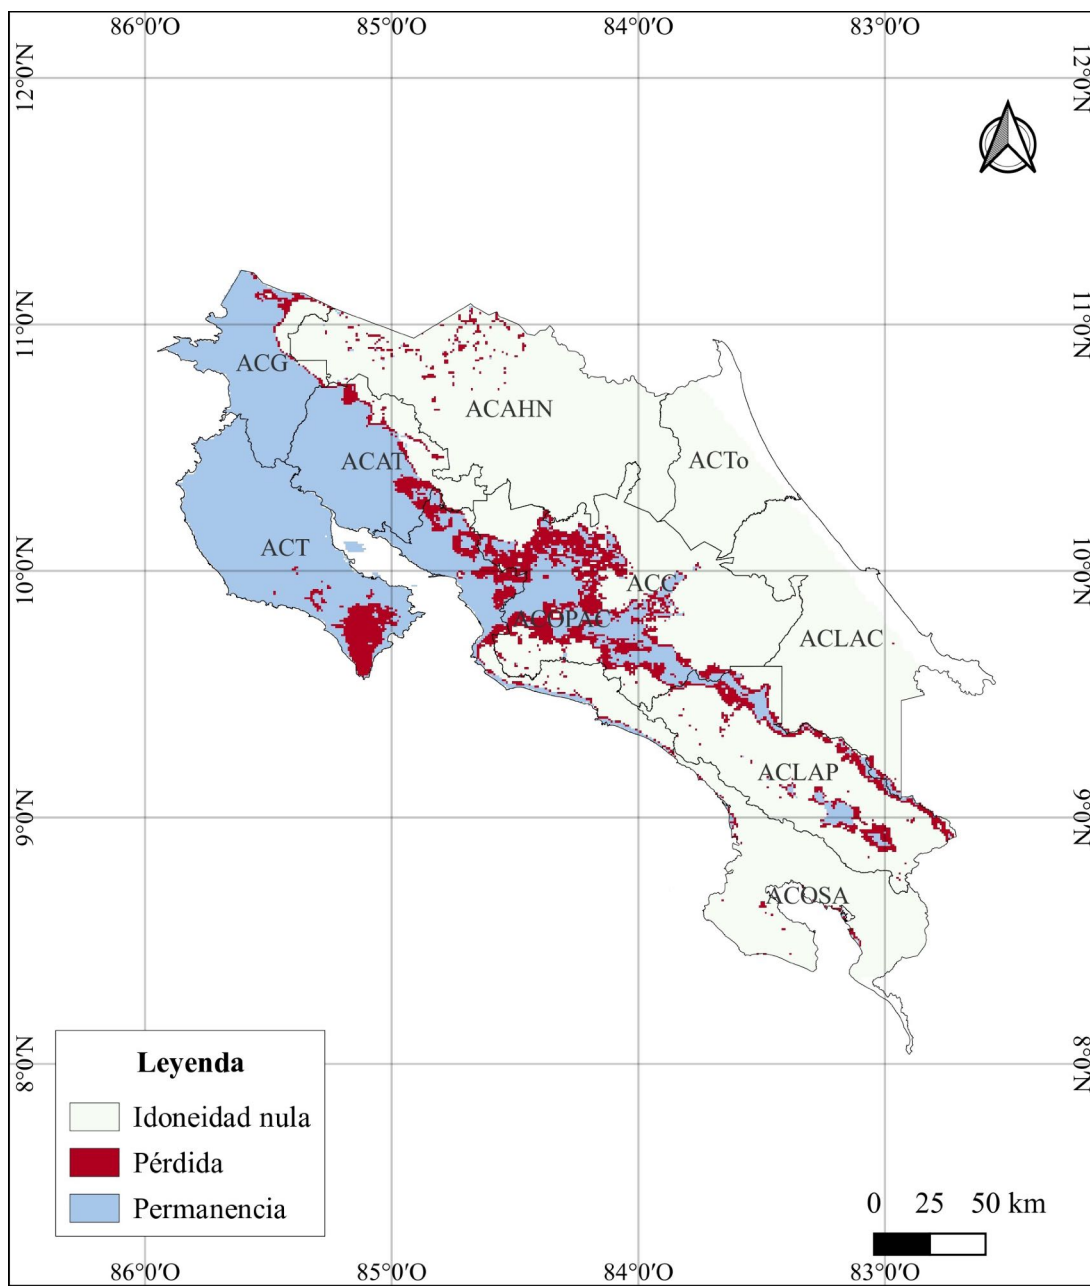 86°0′O 85°0′O 84°0′O 83°0′O
12°0′N 12°0′N
11°0′N 11°0′N
ACG
ACAHN
ACAT
ACTo
ACT
10°0′N 10°0′N
ACC
ACOPAC
ACLAC
ACLAP
9°0′N 9°0′N
ACOSA
8°0′N 8°0′N
Leyenda
Idoneidad nula
Pérdida
Permanencia
0 25 50 km
86°0′O 85°0′O 84°0′O 83°0′O